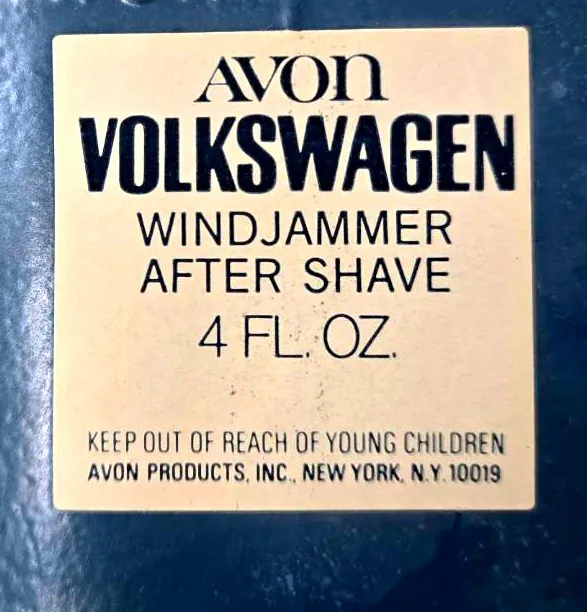 AVON
VOLKSWAGEN
WINDJAMMER
AFTER SHAVE
4 FL. OZ.
KEEP OUT OF REACH OF YOUNG CHILDREN
AVON PRODUCTS, INC., NEW YORK, N.Y. 10019